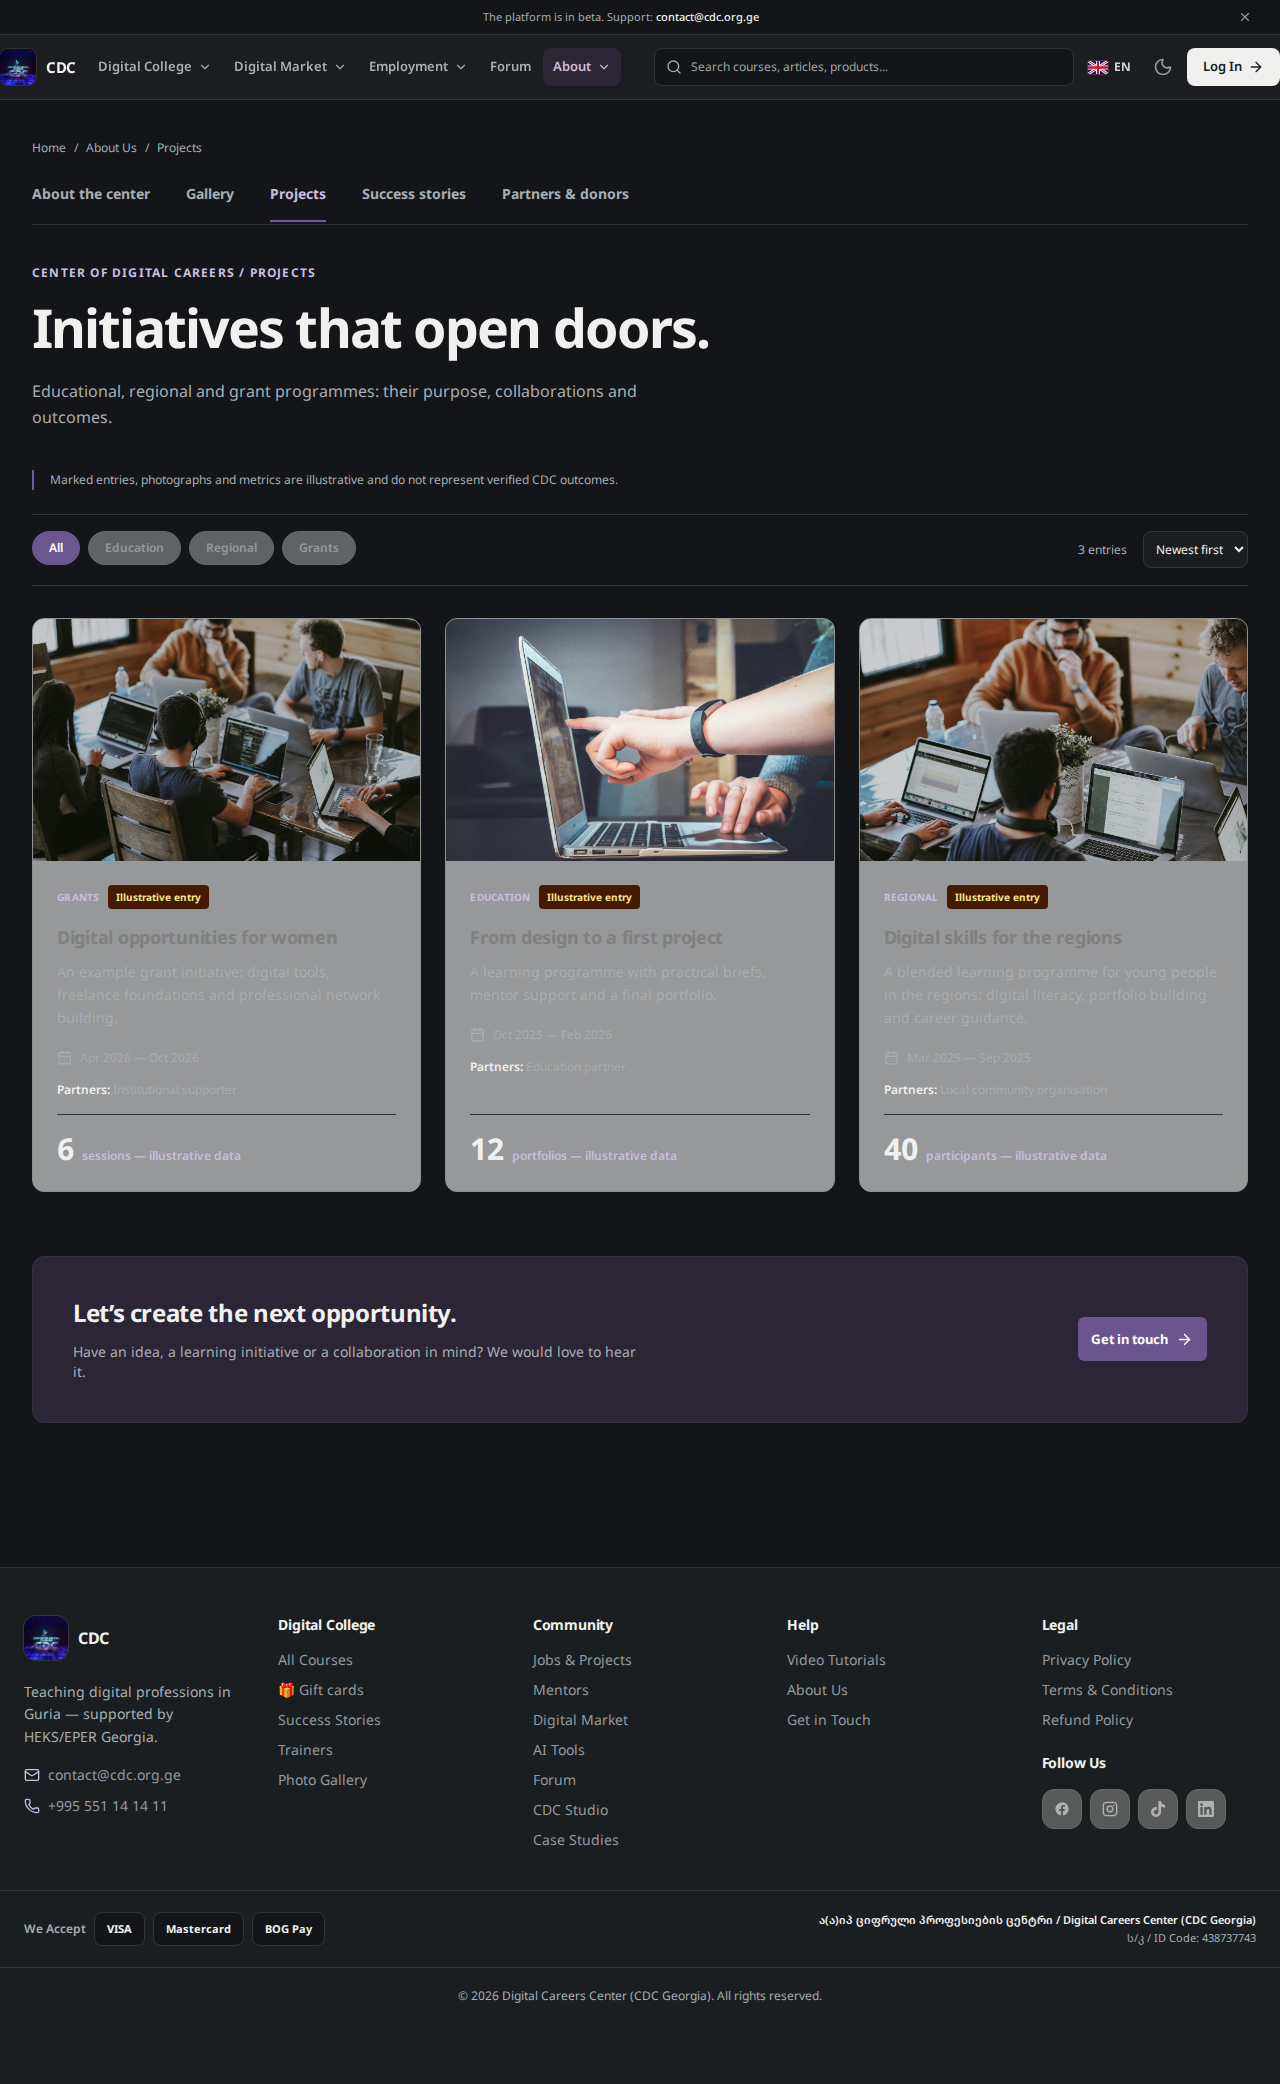 The platform is in beta. Support: contact@cdc.org.ge
CDC
Digital College
Digital Market
Employment
Forum
About
Search courses, articles, products...
EN
Log In
Home / About Us / Projects
About the center
Gallery
Projects
Success stories
Partners & donors
CENTER OF DIGITAL CAREERS / PROJECTS
Initiatives that open doors.
Educational, regional and grant programmes: their purpose, collaborations and
outcomes.
Marked entries, photographs and metrics are illustrative and do not represent verified CDC outcomes.
All
Education
Regional
Grants
3 entries
Newest first
GRANTS
Illustrative entry
Digital opportunities for women
An example grant initiative: digital tools,
freelance foundations and professional network
building.
Apr 2026 — Oct 2026
Partners: Institutional supporter
6 sessions — illustrative data
EDUCATION
Illustrative entry
From design to a first project
A learning programme with practical briefs,
mentor support and a final portfolio.
Oct 2025 — Feb 2026
Partners: Education partner
12 portfolios — illustrative data
REGIONAL
Illustrative entry
Digital skills for the regions
A blended learning programme for young people
in the regions: digital literacy, portfolio building
and career guidance.
Mar 2025 — Sep 2025
Partners: Local community organisation
40 participants — illustrative data
Let’s create the next opportunity.
Have an idea, a learning initiative or a collaboration in mind? We would love to hear
it.
Get in touch
CDC
Teaching digital professions in
Guria — supported by
HEKS/EPER Georgia.
contact@cdc.org.ge
+995 551 14 14 11
Digital College
All Courses
🎁 Gift cards
Success Stories
Trainers
Photo Gallery
Community
Jobs & Projects
Mentors
Digital Market
AI Tools
Forum
CDC Studio
Case Studies
Help
Video Tutorials
About Us
Get in Touch
Legal
Privacy Policy
Terms & Conditions
Refund Policy
Follow Us
We Accept
VISA
Mastercard
BOG Pay
ა(ა)იპ ციფრული პროფესიების ცენტრი / Digital Careers Center (CDC Georgia)
ს/კ / ID Code: 438737743
© 2026 Digital Careers Center (CDC Georgia). All rights reserved.